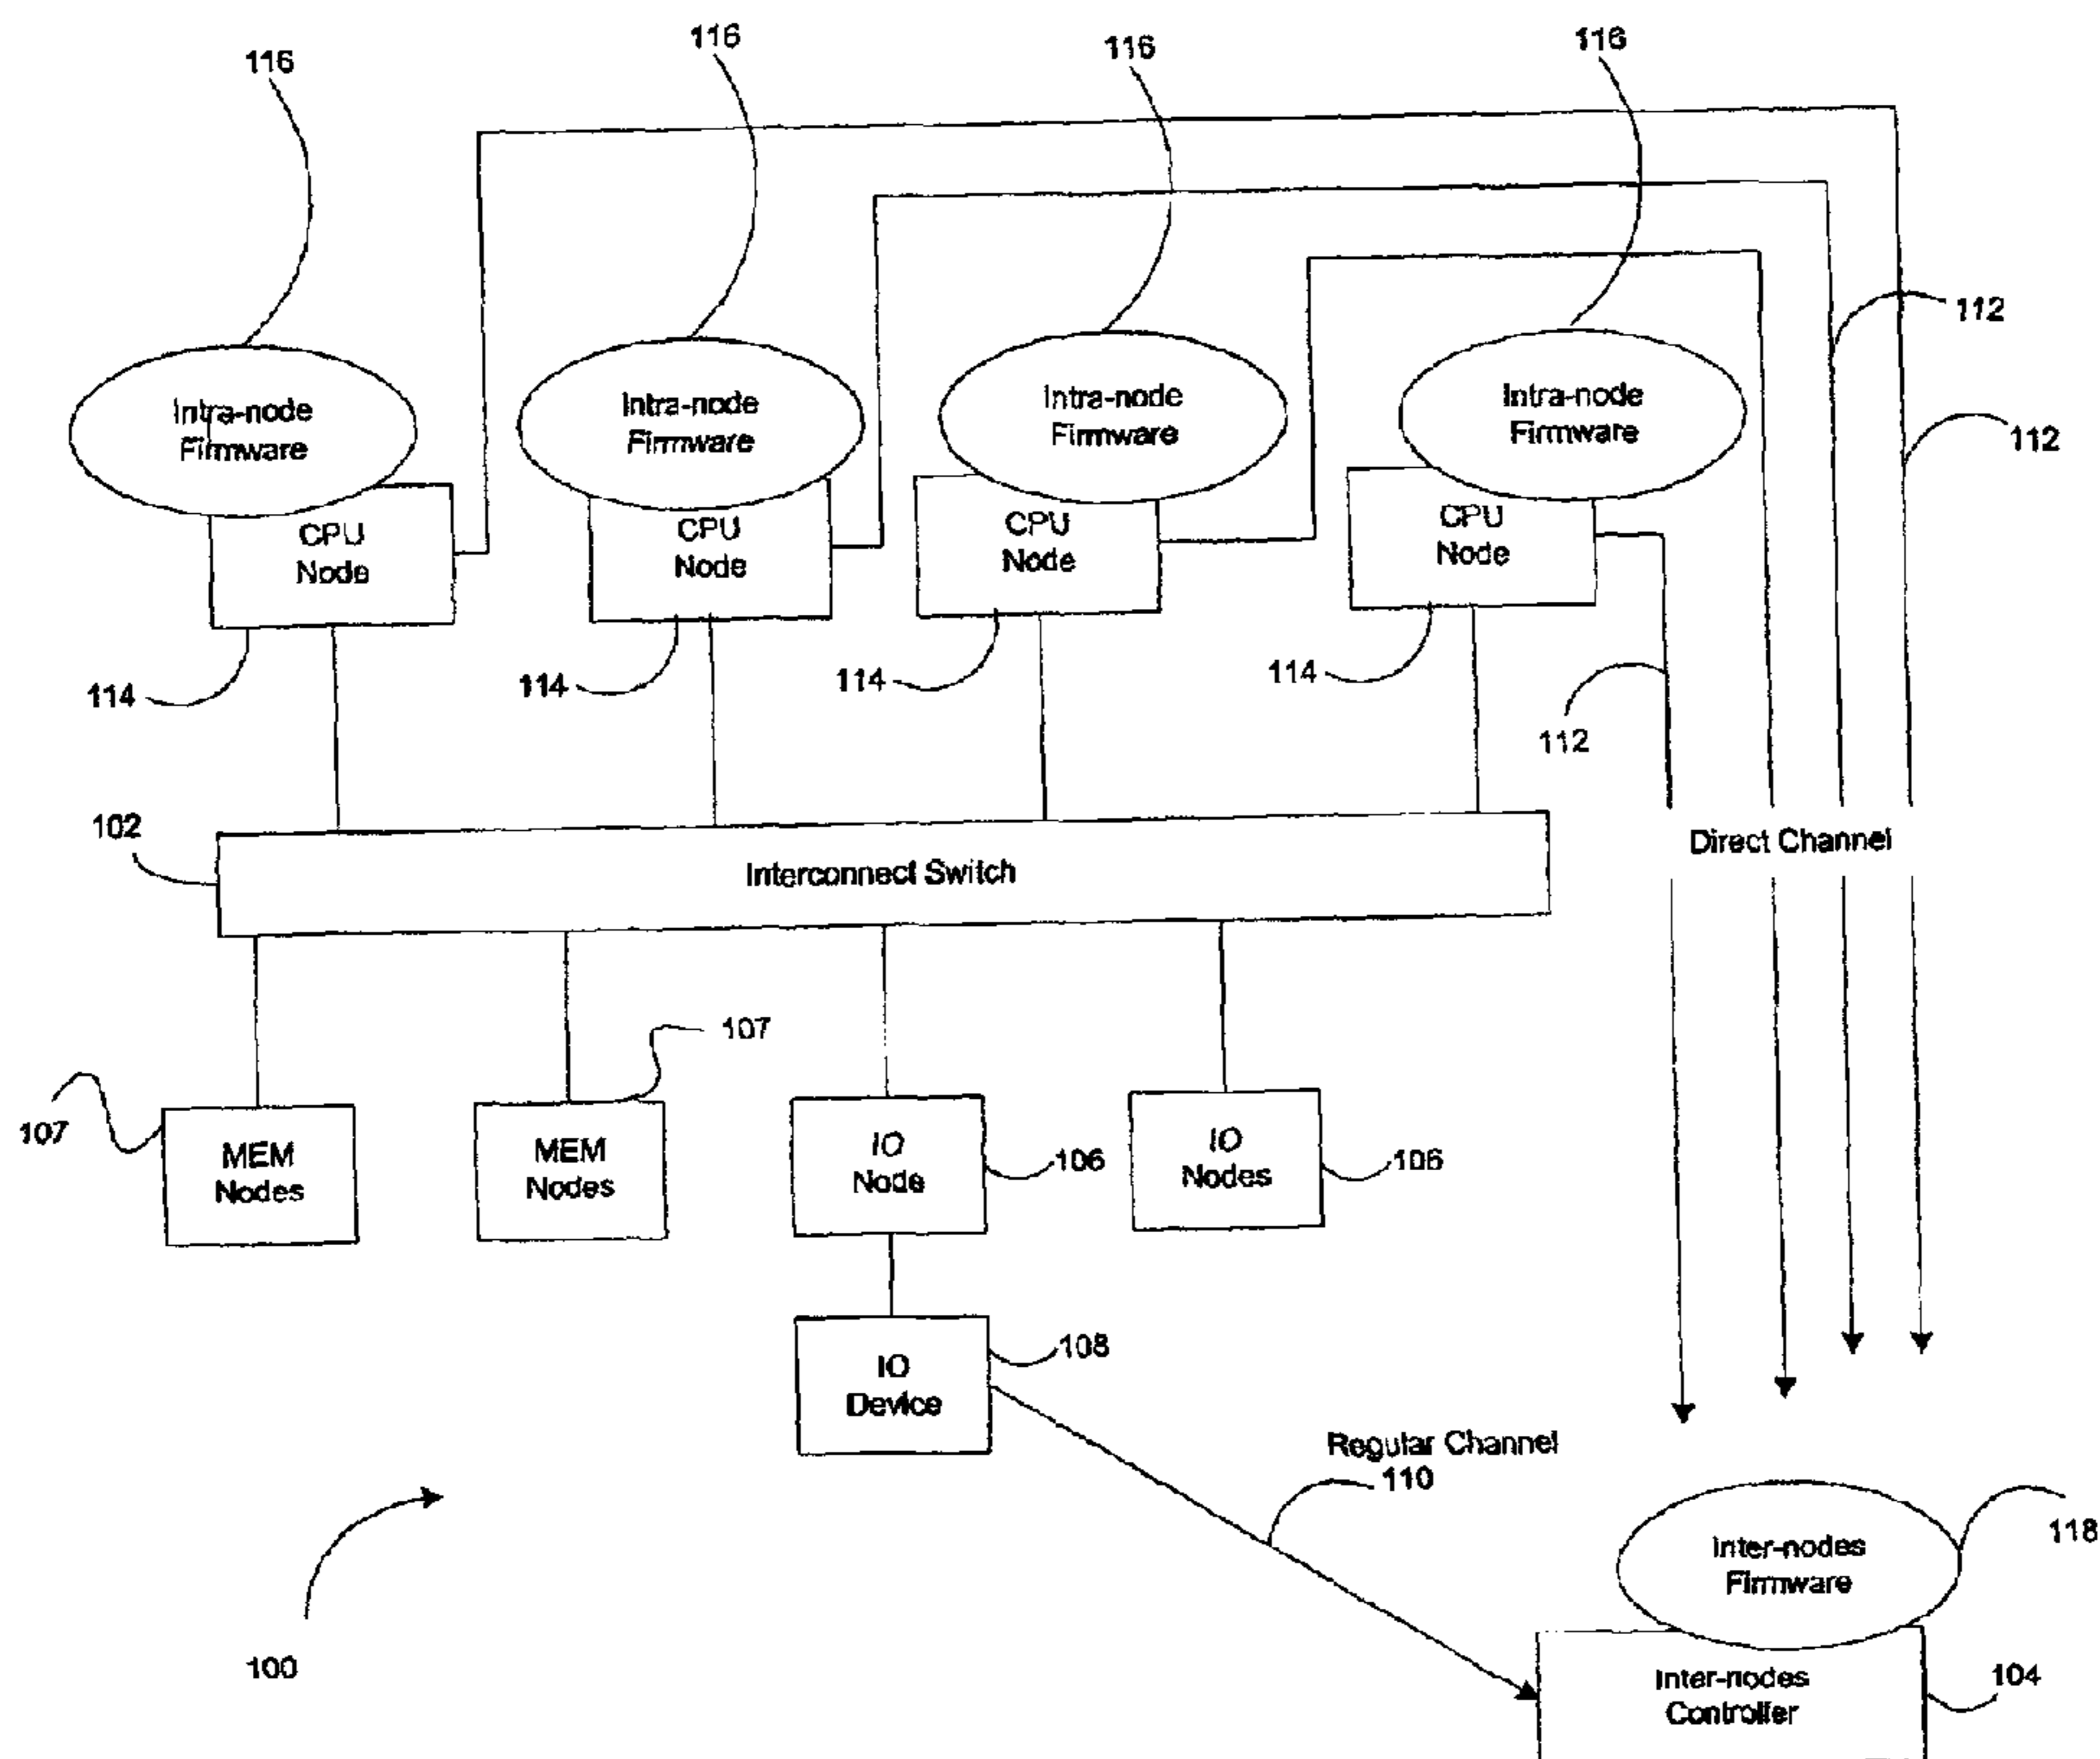 116
116
116
116
112
112
Intra-node
Firmware
Intra-node
Firmware
Intra-node
Firmware
Intra-node
Firmware
CPU
Node
CPU
Node
CPU
Node
CPU
Node
114
114
114
114
112
102
Interconnect Switch
Direct Channel
107
107
MEM
Nodes
MEM
Nodes
IO
Node
106
IO
Nodes
106
IO
Device
108
Regular Channel
110
Inter-nodes
Firmware
118
100
Inter-nodes
Controller
104